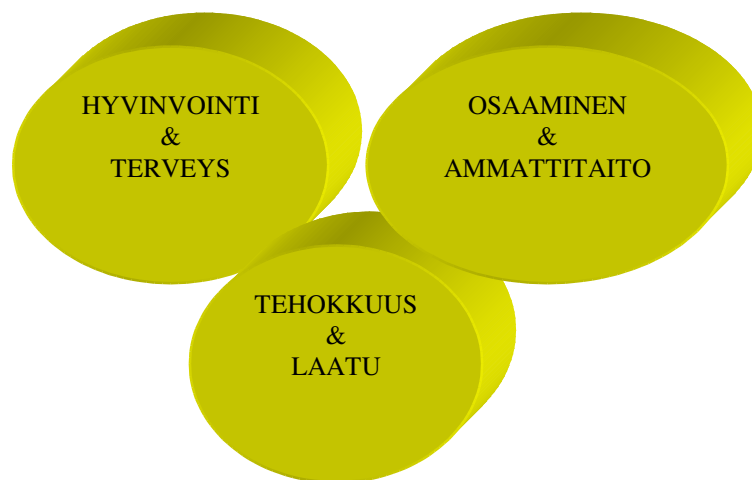 HYVINVOINTI
&
TERVEYS
OSAAMINEN
&
AMMATTITAITO
TEHOKKUUS
&
LAATU